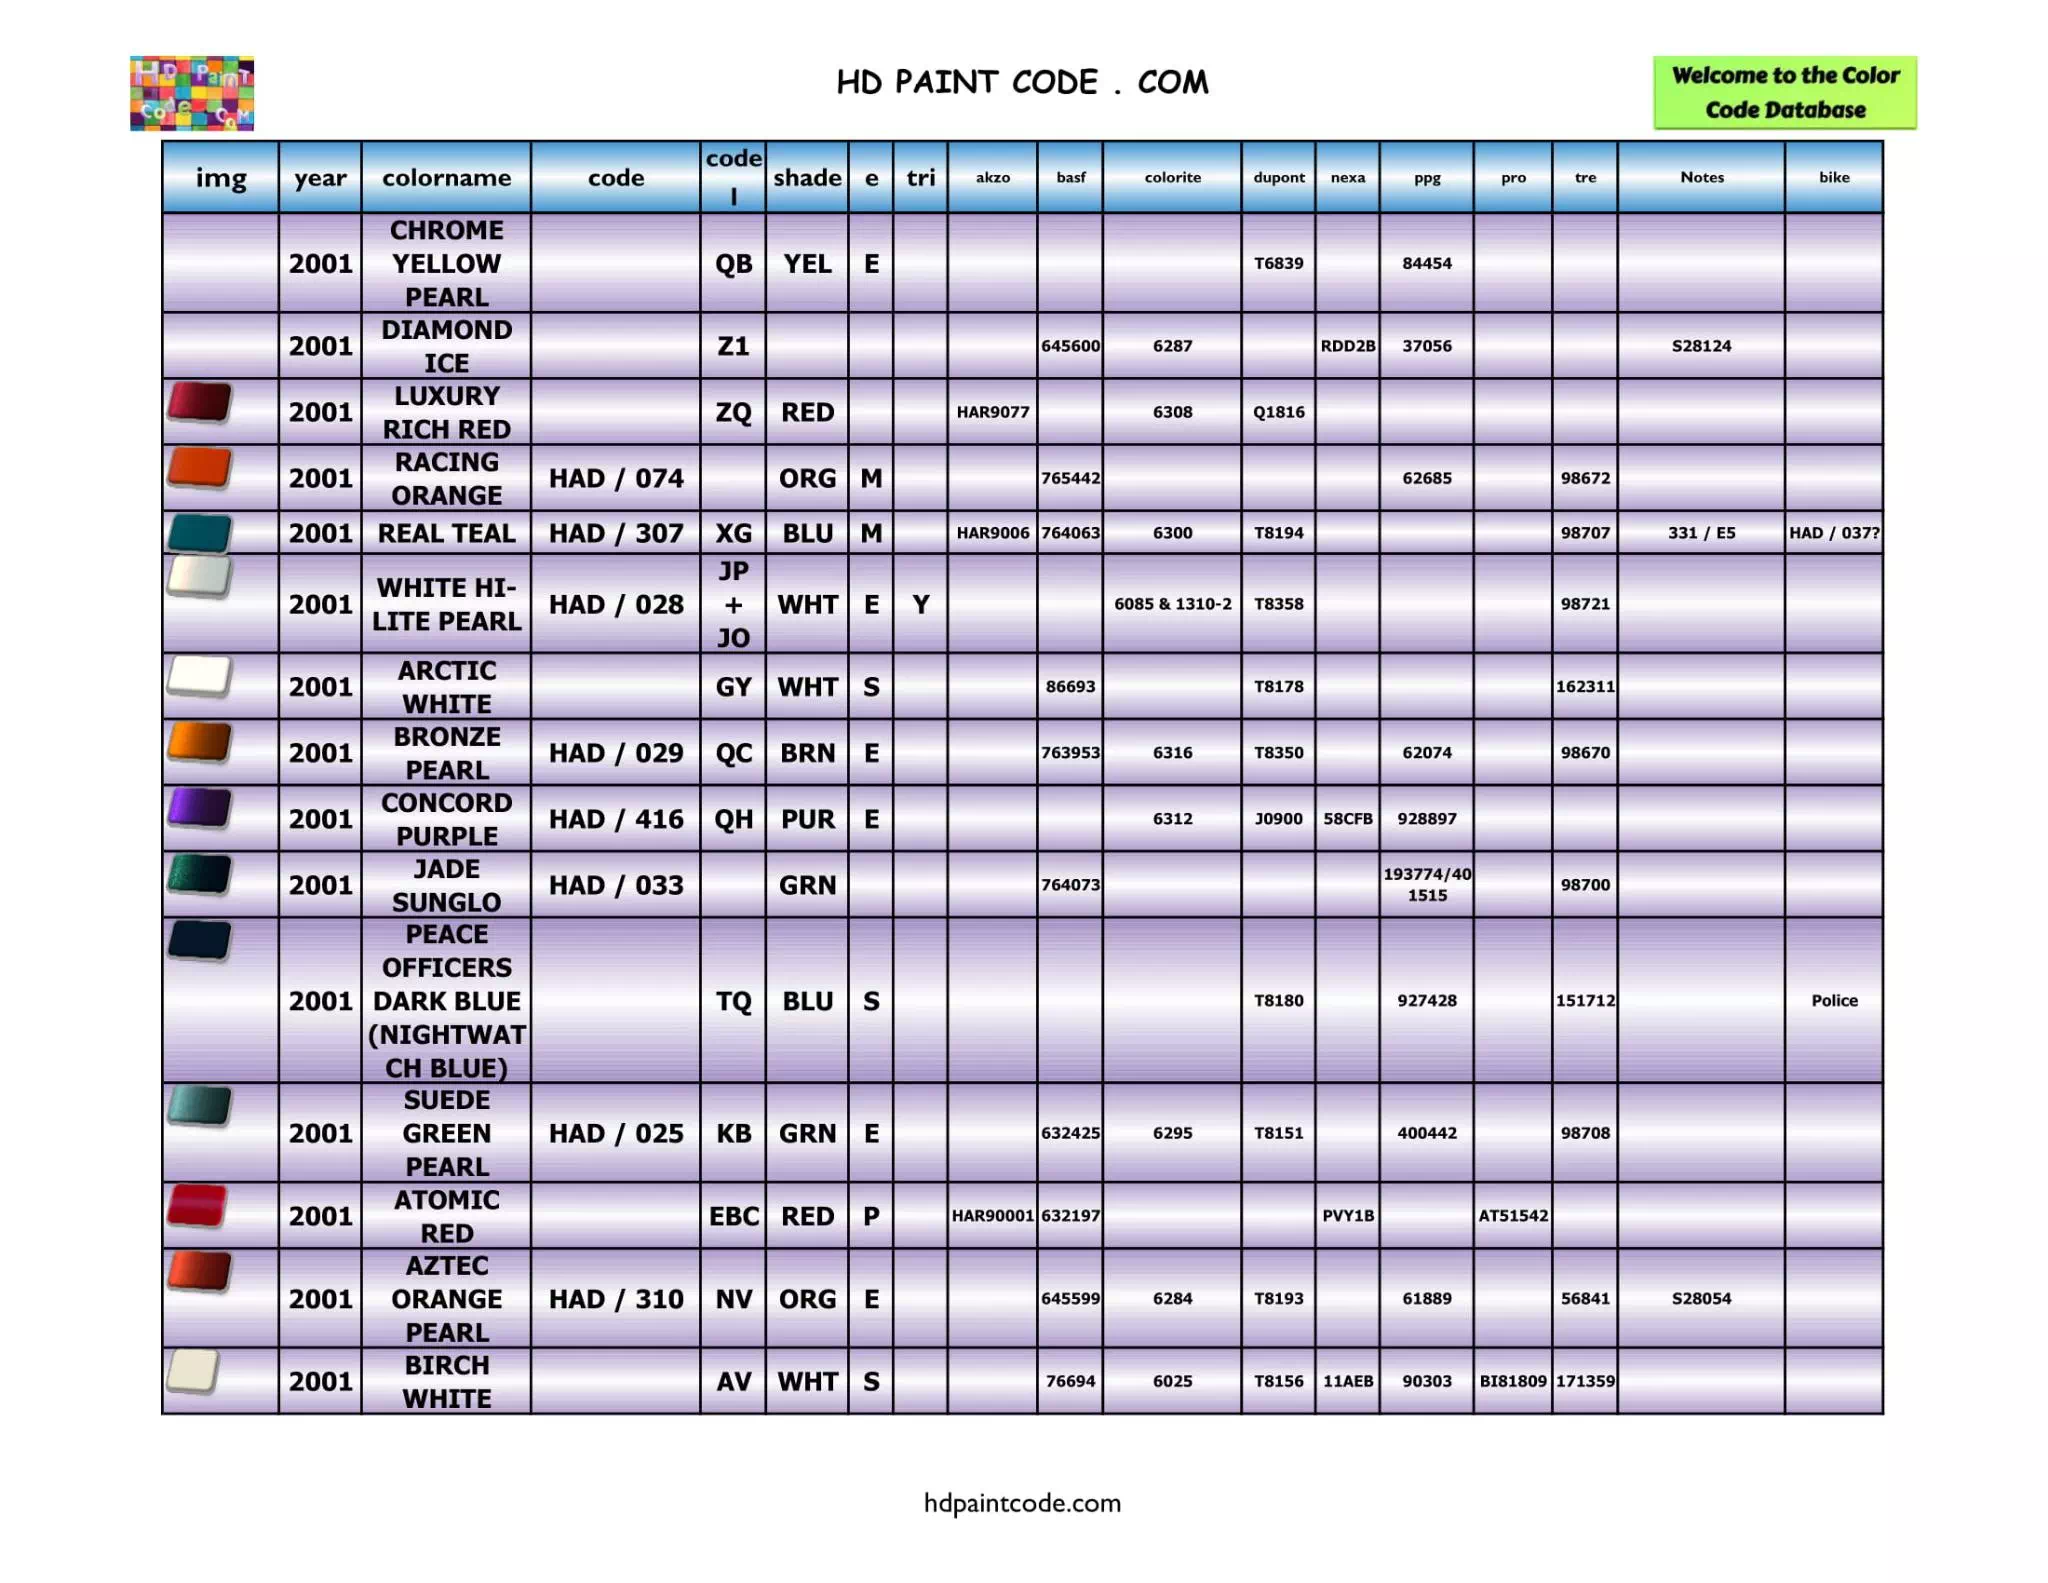 HD Paint Code CoM
HD PAINT CODE . COM
Welcome to the Color
Code Database
img year colorname code code l shade e tri akzo basf colorite dupont nexa ppg pro tre Notes bike
2001 CHROME YELLOW PEARL QB YEL E T6839 84454
2001 DIAMOND ICE Z1 645600 6287 RDD2B 37056 S28124
2001 LUXURY RICH RED ZQ RED HAR9077 6308 Q1816
2001 RACING ORANGE HAD / 074 ORG M 765442 62685 98672
2001 REAL TEAL HAD / 307 XG BLU M HAR9006 764063 6300 T8194 98707 331 / E5 HAD / 037?
2001 WHITE HI-LITE PEARL HAD / 028 JP + JO WHT E Y 6085 & 1310-2 T8358 98721
2001 ARCTIC WHITE GY WHT S 86693 T8178 162311
2001 BRONZE PEARL HAD / 029 QC BRN E 763953 6316 T8350 62074 98670
2001 CONCORD PURPLE HAD / 416 QH PUR E 6312 J0900 58CFB 928897
2001 JADE SUNGLO HAD / 033 GRN 764073 193774/401515 98700
2001 PEACE OFFICERS DARK BLUE (NIGHTWATCH BLUE) TQ BLU S T8180 927428 151712 Police
2001 SUEDE GREEN PEARL HAD / 025 KB GRN E 632425 6295 T8151 400442 98708
2001 ATOMIC RED EBC RED P HAR90001 632197 PVY1B AT51542
2001 AZTEC ORANGE PEARL HAD / 310 NV ORG E 645599 6284 T8193 61889 56841 S28054
2001 BIRCH WHITE AV WHT S 76694 6025 T8156 11AEB 90303 BI81809 171359
hdpaintcode.com